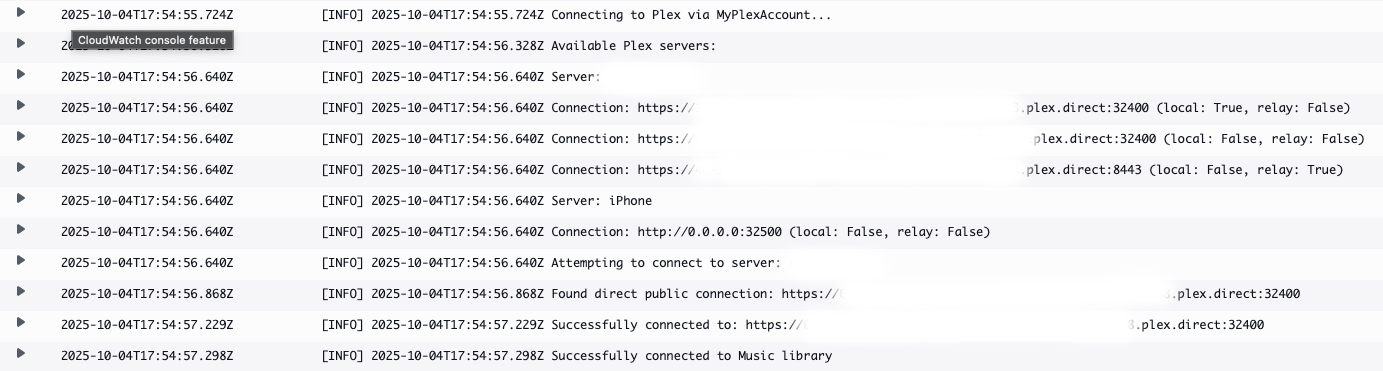 2025-10-04T17:54:55.724Z [INFO] 2025-10-04T17:54:55.724Z Connecting to Plex via MyPlexAccount...
CloudWatch console feature
[INFO] 2025-10-04T17:54:56.328Z Available Plex servers:
2025-10-04T17:54:56.640Z [INFO] 2025-10-04T17:54:56.640Z Server:
2025-10-04T17:54:56.640Z [INFO] 2025-10-04T17:54:56.640Z Connection: https:// .plex.direct:32400 (local: True, relay: False)
2025-10-04T17:54:56.640Z [INFO] 2025-10-04T17:54:56.640Z Connection: https:// plex.direct:32400 (local: False, relay: False)
2025-10-04T17:54:56.640Z [INFO] 2025-10-04T17:54:56.640Z Connection: https:// .plex.direct:8443 (local: False, relay: True)
2025-10-04T17:54:56.640Z [INFO] 2025-10-04T17:54:56.640Z Server: iPhone
2025-10-04T17:54:56.640Z [INFO] 2025-10-04T17:54:56.640Z Connection: http://0.0.0.0:32500 (local: False, relay: False)
2025-10-04T17:54:56.640Z [INFO] 2025-10-04T17:54:56.640Z Attempting to connect to server:
2025-10-04T17:54:56.868Z [INFO] 2025-10-04T17:54:56.868Z Found direct public connection: https:// .plex.direct:32400
2025-10-04T17:54:57.229Z [INFO] 2025-10-04T17:54:57.229Z Successfully connected to: https:// .plex.direct:32400
2025-10-04T17:54:57.298Z [INFO] 2025-10-04T17:54:57.298Z Successfully connected to Music library